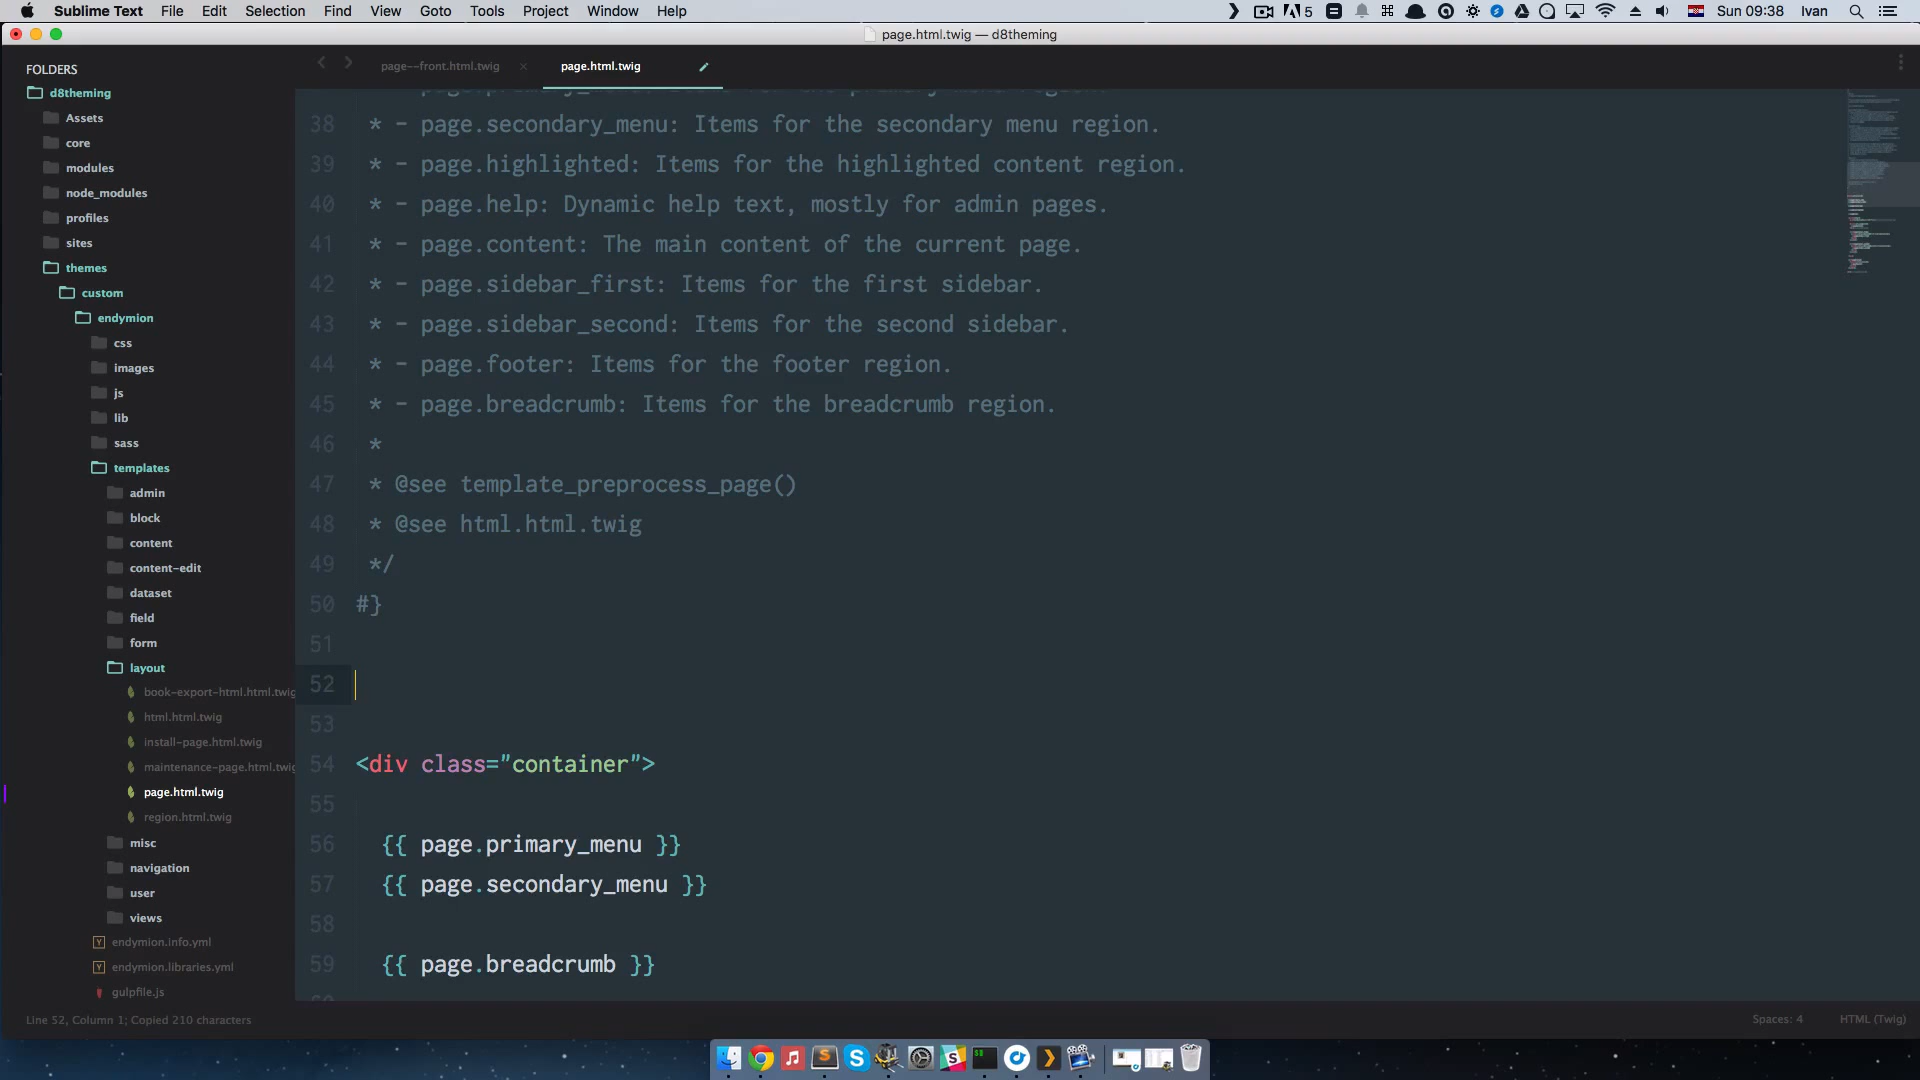 Sublime Text File Edit Selection Find View Goto Tools Project Window Help 5 Sun 09:38 Ivan
page.html.twig — d8theming
FOLDERS
d8theming
Assets
core
modules
node_modules
profiles
sites
themes
custom
endymion
css
images
js
lib
sass
templates
admin
block
content
content-edit
dataset
field
form
layout
book-export-html.html.twig
html.html.twig
install-page.html.twig
maintenance-page.html.twig
page.html.twig
region.html.twig
misc
navigation
user
views
endymion.info.yml
endymion.libraries.yml
gulpfile.js
page--front.html.twig
page.html.twig
38 * - page.secondary_menu: Items for the secondary menu region.
39 * - page.highlighted: Items for the highlighted content region.
40 * - page.help: Dynamic help text, mostly for admin pages.
41 * - page.content: The main content of the current page.
42 * - page.sidebar_first: Items for the first sidebar.
43 * - page.sidebar_second: Items for the second sidebar.
44 * - page.footer: Items for the footer region.
45 * - page.breadcrumb: Items for the breadcrumb region.
46 *
47 * @see template_preprocess_page()
48 * @see html.html.twig
49 */
50 #}
51
52
53
54 <div class="container">
55
56 {{ page.primary_menu }}
57 {{ page.secondary_menu }}
58
59 {{ page.breadcrumb }}
Line 52, Column 1; Copied 210 characters
Spaces: 4
HTML (Twig)